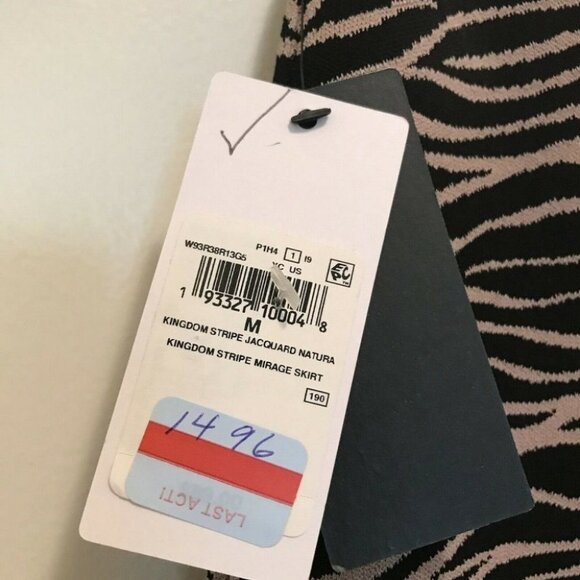 W93R38R13G5 P1H4 1 I9
XC US
1 93327 10004 8
M
KINGDOM STRIPE JACQUARD NATURA
KINGDOM STRIPE MIRAGE SKIRT
190
14 96
LAST ACT!